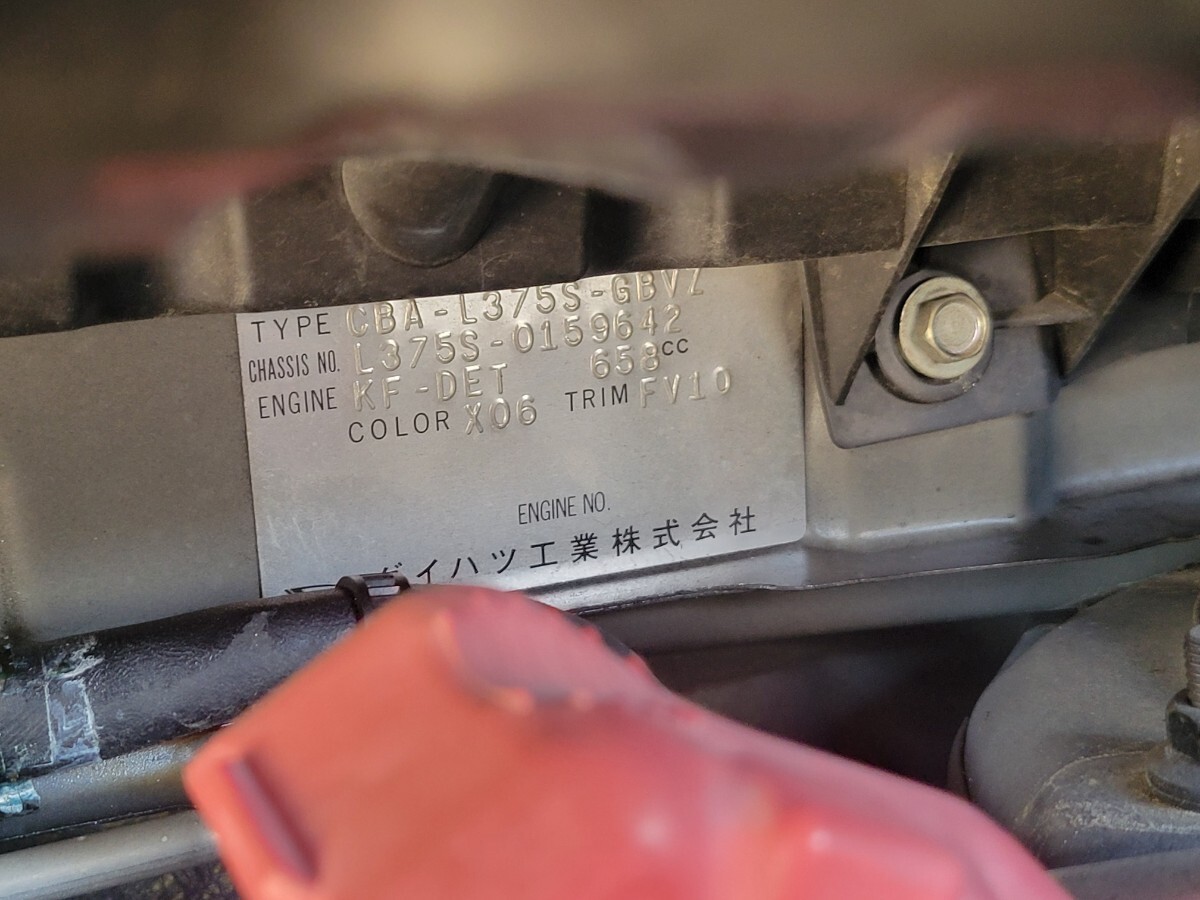 TYPE CBA-L375S-GBVZ
CHASSIS NO. L375S-0159642
ENGINE KF-DET 658CC
COLOR X06 TRIM FV10
ENGINE NO.
ダイハツ工業株式会社